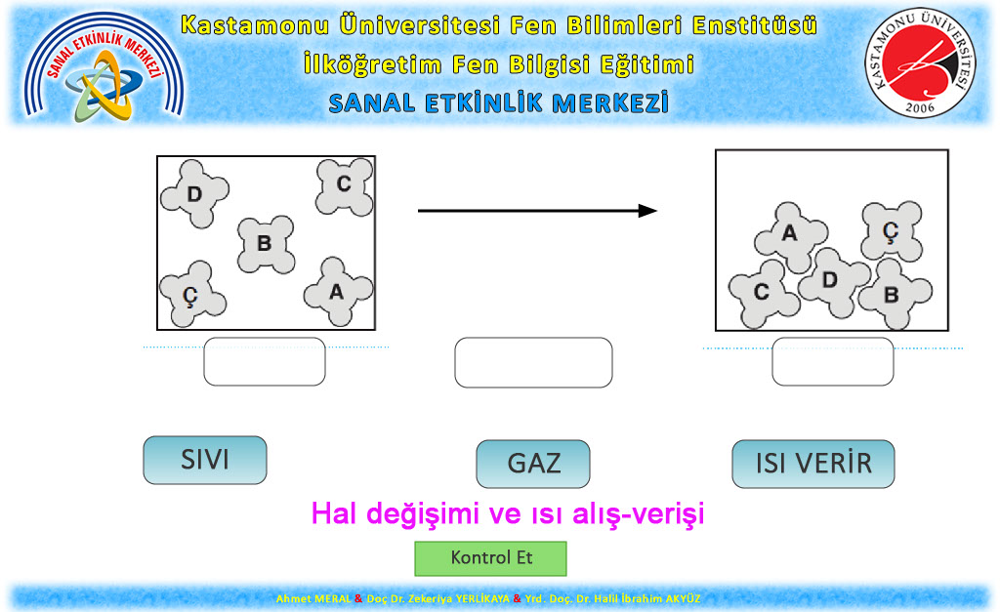 Kastamonu Üniversitesi Fen Bilimleri Enstitüsü
İlköğretim Fen Bilgisi Eğitimi
SANAL ETKİNLİK MERKEZİ
SANAL ETKİNLİK MERKEZİ
KASTAMONU ÜNİVERSİTESİ
2006
D
C
B
Ç
A
A
Ç
C
D
B
SIVI
GAZ
ISI VERİR
Hal değişimi ve ısı alış-verişi
Kontrol Et
Ahmet MERAL & Doç Dr. Zekeriya YERLİKAYA & Yrd. Doç. Dr. Halil İbrahim AKYÜZ